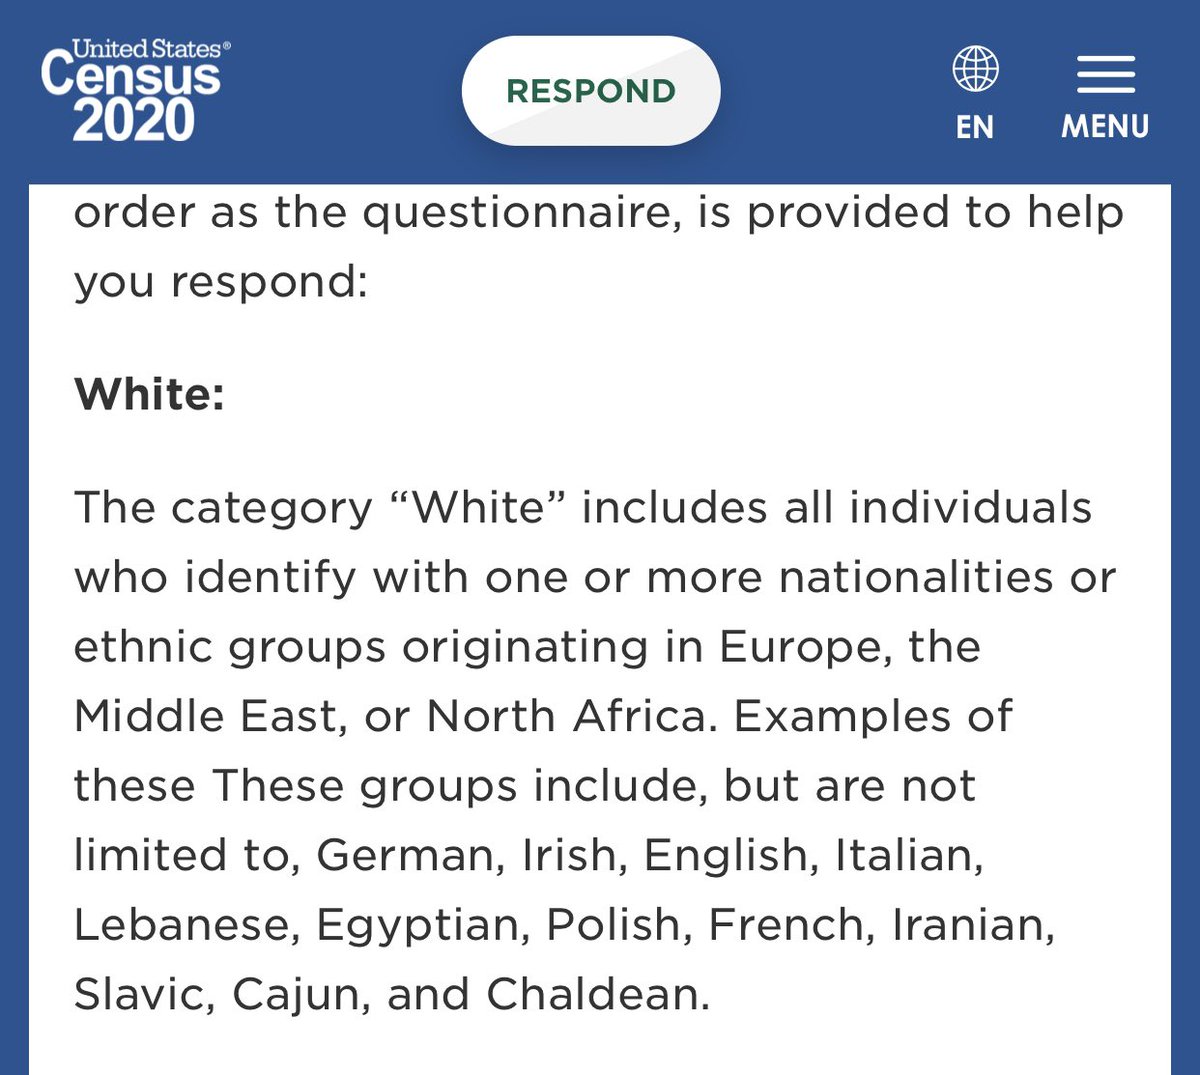 United States®
Census
2020
RESPOND
EN
MENU
order as the questionnaire, is provided to help
you respond:
White:
The category “White” includes all individuals
who identify with one or more nationalities or
ethnic groups originating in Europe, the
Middle East, or North Africa. Examples of
these These groups include, but are not
limited to, German, Irish, English, Italian,
Lebanese, Egyptian, Polish, French, Iranian,
Slavic, Cajun, and Chaldean.